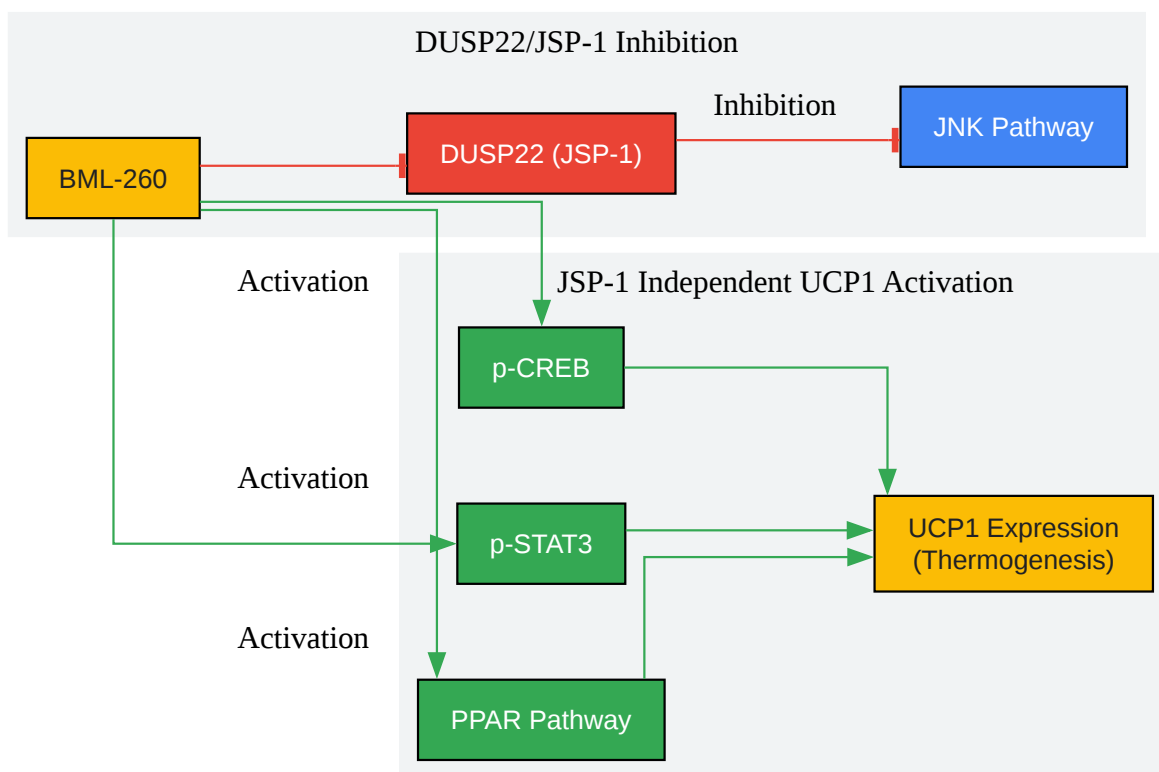 DUSP22/JSP-1 Inhibition
Inhibition
JNK Pathway
DUSP22 (JSP-1)
BML-260
Activation
JSP-1 Independent UCP1 Activation
p-CREB
Activation
p-STAT3
UCP1 Expression
(Thermogenesis)
Activation
PPAR Pathway